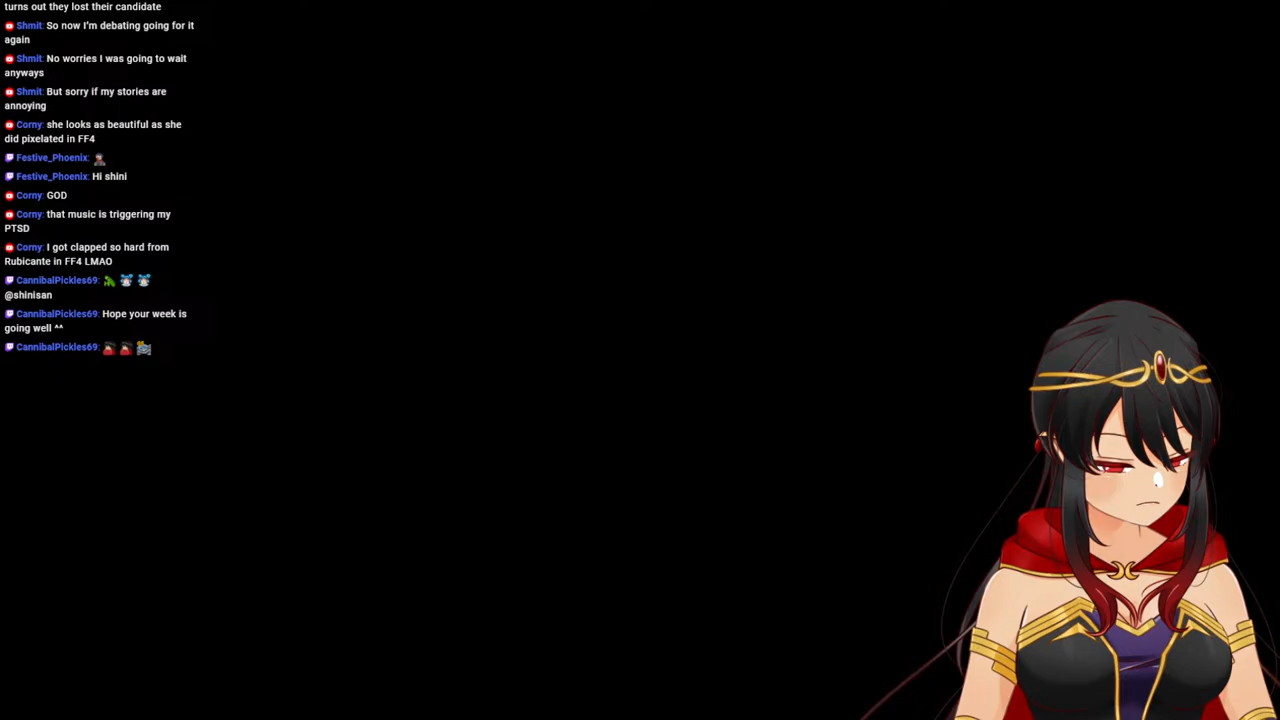 turns out they lost their candidate
Shmit: So now I'm debating going for it
again
Shmit: No worries I was going to wait
anyways
Shmit: But sorry if my stories are
annoying
Corny: she looks as beautiful as she
did pixelated in FF4
Festive_Phoenix:
Festive_Phoenix: Hi shini
Corny: GOD
Corny: that music is triggering my
PTSD
Corny: I got clapped so hard from
Rubicante in FF4 LMAO
CannibalPickles69:
@shinisan
CannibalPickles69: Hope your week is
going well ^^
CannibalPickles69: